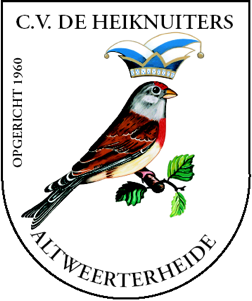 C.V. DE HEIKNUITERS
OPGERICHT 1960
ALTWEERTERHEIDE